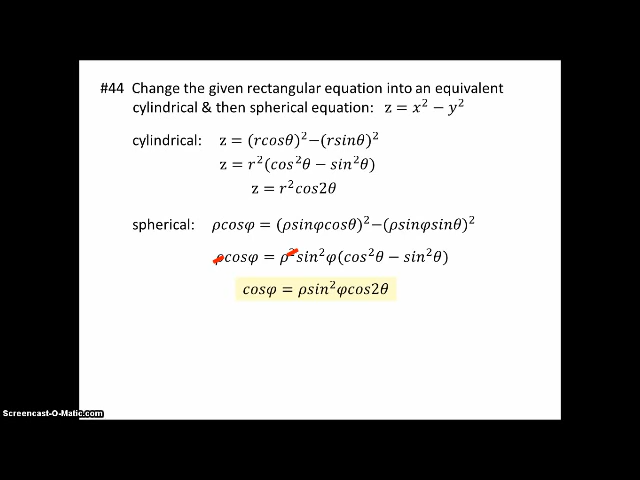 #44 Change the given rectangular equation into an equivalent
cylindrical & then spherical equation: z = x² − y²
cylindrical: z = (rcosθ)²−(rsinθ)²
z = r²(cos²θ − sin²θ)
z = r²cos2θ
spherical: ρcosφ = (ρsinφcosθ)²−(ρsinφsinθ)²
ρcosφ = ρ²sin²φ(cos²θ − sin²θ)
cosφ = ρsin²φcos2θ
Screencast-O-Matic.com